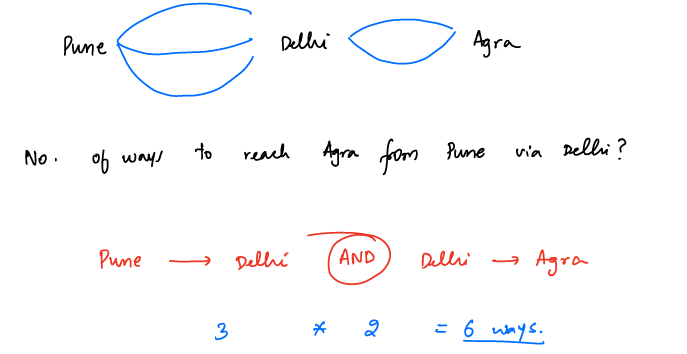 Pune Delhi Agra
No. of ways to reach Agra from Pune via Delhi?
Pune → Delhi AND Delhi → Agra
3 * 2 = 6 ways.